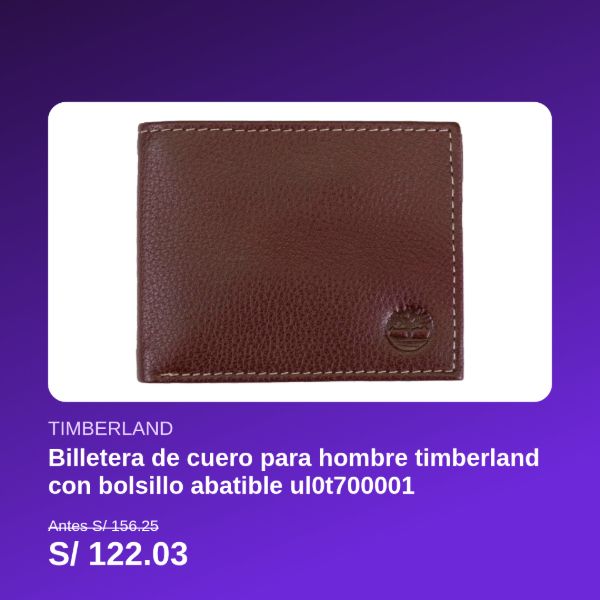 TIMBERLAND
Billetera de cuero para hombre timberland
con bolsillo abatible ul0t700001
Antes S/ 156.25
S/ 122.03